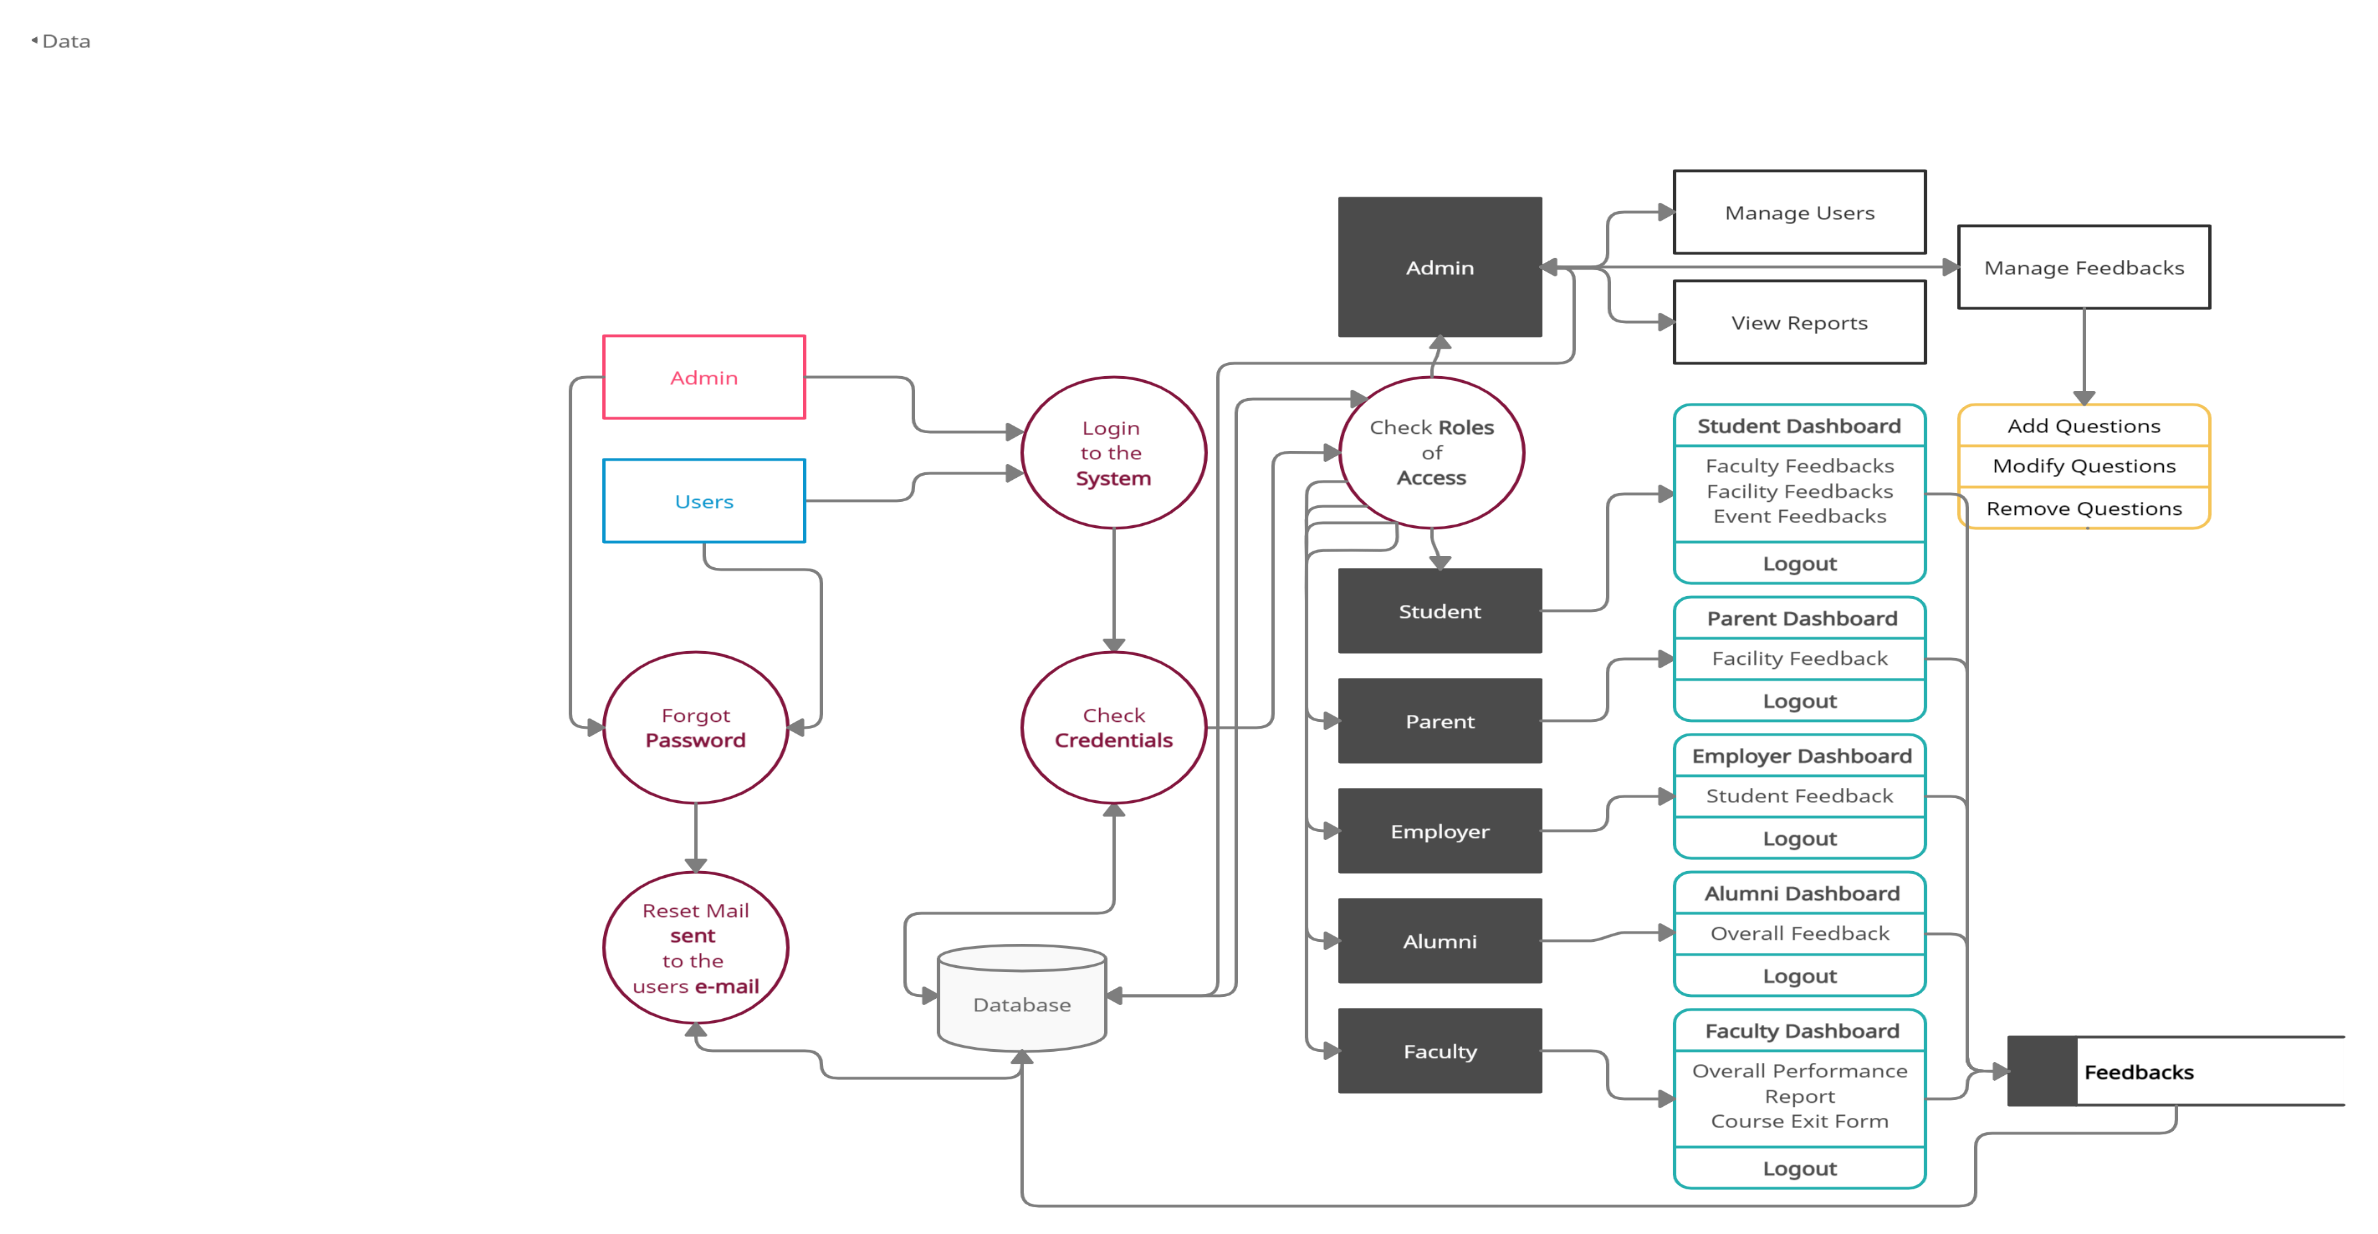 Data
Manage Users
Admin
Manage Feedbacks
View Reports
Admin
Users
Login
to the
System
Check Roles
of
Access
Student Dashboard
Faculty Feedbacks
Facility Feedbacks
Event Feedbacks
Logout
Add Questions
Modify Questions
Remove Questions
Student
Parent Dashboard
Facility Feedback
Logout
Forgot
Password
Check
Credentials
Parent
Employer Dashboard
Student Feedback
Logout
Employer
Reset Mail
sent
to the
users e-mail
Database
Alumni
Alumni Dashboard
Overall Feedback
Logout
Faculty
Faculty Dashboard
Overall Performance
Report
Course Exit Form
Logout
Feedbacks